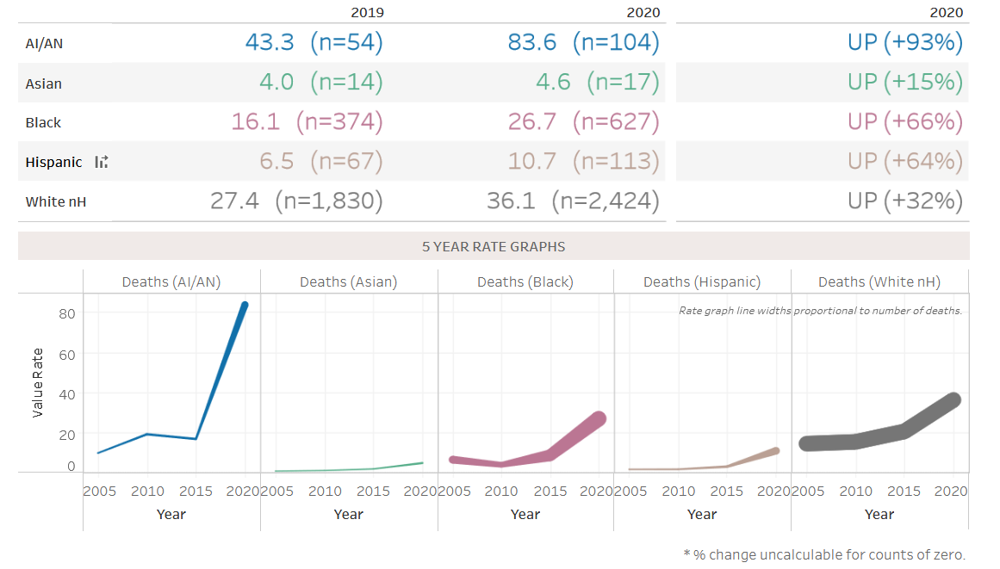 2019 2020 2020
AI/AN 43.3 (n=54) 83.6 (n=104) UP (+93%)
Asian 4.0 (n=14) 4.6 (n=17) UP (+15%)
Black 16.1 (n=374) 26.7 (n=627) UP (+66%)
Hispanic 6.5 (n=67) 10.7 (n=113) UP (+64%)
White nH 27.4 (n=1,830) 36.1 (n=2,424) UP (+32%)
5 YEAR RATE GRAPHS
Deaths (AI/AN) Deaths (Asian) Deaths (Black) Deaths (Hispanic) Deaths (White nH)
Rate graph line widths proportional to number of deaths.
Value Rate
80
60
40
20
0
2005 2010 2015 2020 2005 2010 2015 2020 2005 2010 2015 2020 2005 2010 2015 2020 2005 2010 2015 2020
Year Year Year Year Year
* % change uncalculable for counts of zero.